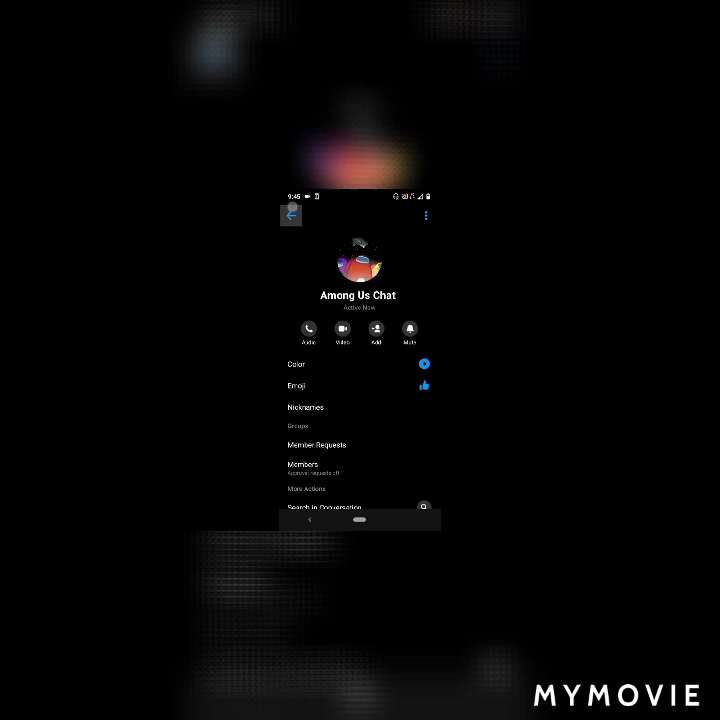 9:45
Among Us Chat
Active Now
Audio Video Add Mute
Color
Emoji
Nicknames
Groups
Member Requests
Members
Approval requests off
More Actions
Search in Conversation
MYMOVIE